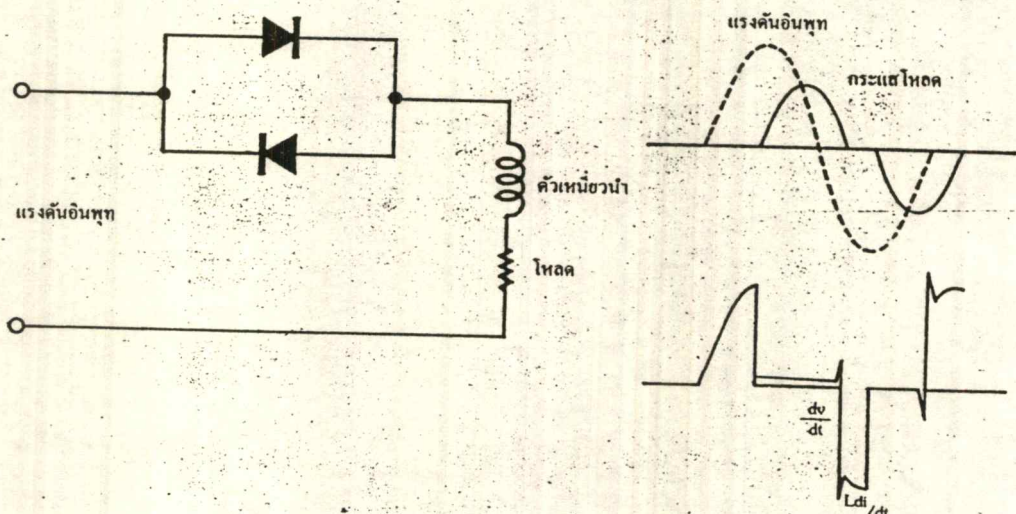 แรงดันอินพุท
ตัวเหนี่ยวนำ
โหลด
แรงดันอินพุท
กระแสโหลด
dv
dt
Ldi
/dt